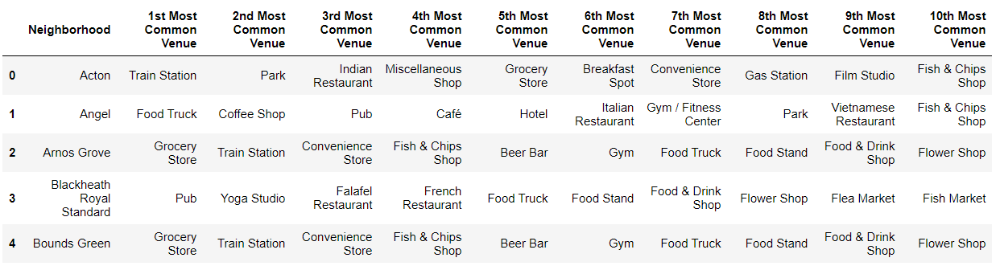 Neighborhood 1st Most Common Venue 2nd Most Common Venue 3rd Most Common Venue 4th Most Common Venue 5th Most Common Venue 6th Most Common Venue 7th Most Common Venue 8th Most Common Venue 9th Most Common Venue 10th Most Common Venue
0 Acton Train Station Park Indian Restaurant Miscellaneous Shop Grocery Store Breakfast Spot Convenience Store Gas Station Film Studio Fish & Chips Shop
1 Angel Food Truck Coffee Shop Pub Café Hotel Italian Restaurant Gym / Fitness Center Park Vietnamese Restaurant Fish & Chips Shop
2 Arnos Grove Grocery Store Train Station Convenience Store Fish & Chips Shop Beer Bar Gym Food Truck Food Stand Food & Drink Shop Flower Shop
3 Blackheath Royal Standard Pub Yoga Studio Falafel Restaurant French Restaurant Food Truck Food Stand Food & Drink Shop Flower Shop Flea Market Fish Market
4 Bounds Green Grocery Store Train Station Convenience Store Fish & Chips Shop Beer Bar Gym Food Truck Food Stand Food & Drink Shop Flower Shop